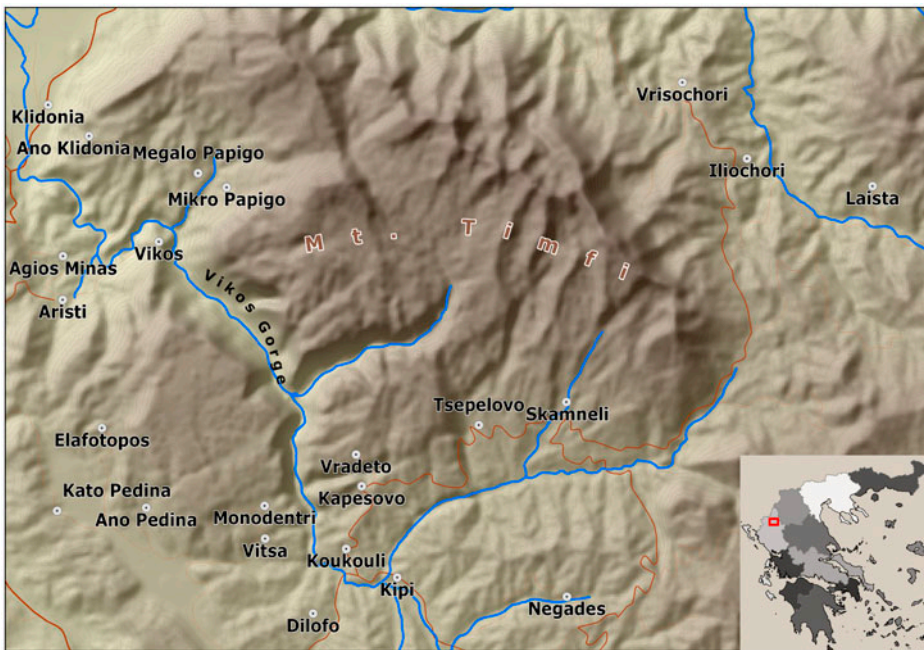 Vrisochori
Klidonia
Ano Klidonia
Megalo Papigo
Mikro Papigo
Iliochori
Laista
Mt. Timfi
Vikos
Agios Minas
Aristi
Vikos Gorge
Tsepelovo
Skamneli
Elafotopos
Vradeto
Kapesovo
Kato Pedina
Ano Pedina
Monodentri
Vitsa
Koukouli
Kipi
Negades
Dilofo